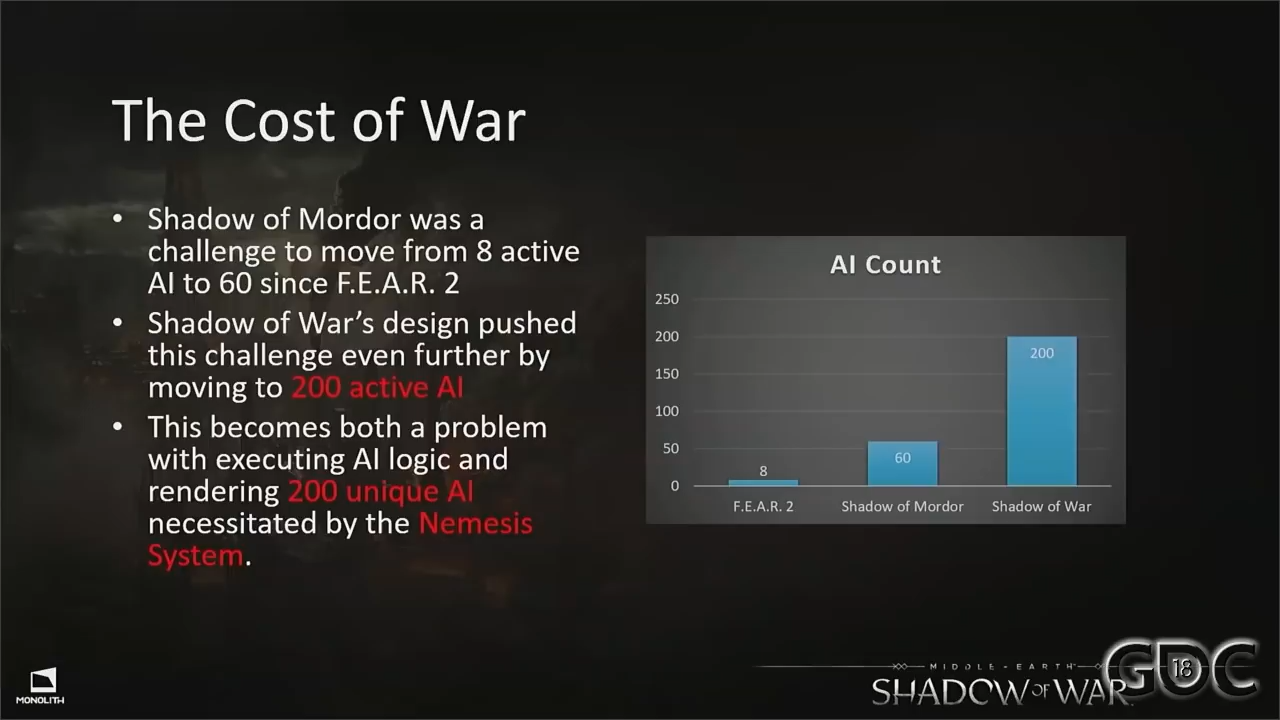 The Cost of War
• Shadow of Mordor was a
challenge to move from 8 active
AI to 60 since F.E.A.R. 2
• Shadow of War’s design pushed
this challenge even further by
moving to 200 active AI
• This becomes both a problem
with executing AI logic and
rendering 200 unique AI
necessitated by the Nemesis
System.
AI Count
250
200
150
100
50
0
8
60
200
F.E.A.R. 2
Shadow of Mordor
Shadow of War
MONOLITH
MIDDLE-EARTH
SHADOW OF WAR
GDC
18